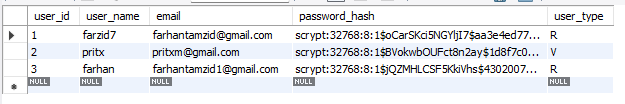 user_id user_name email password_hash user_type
1 farzid7 farhantamzid@gmail.com scrypt:32768:8:1$oCarSKci5NGYljI7$aa3e4ed77... R
2 pritx pritxm@gmail.com scrypt:32768:8:1$BVokwbOUFct8n2ay$1d8f7c0... V
3 farhan farhantamzid1@gmail.com scrypt:32768:8:1$jQZMHLCSF5KkiVhs$4302007... R
NULL NULL NULL NULL NULL